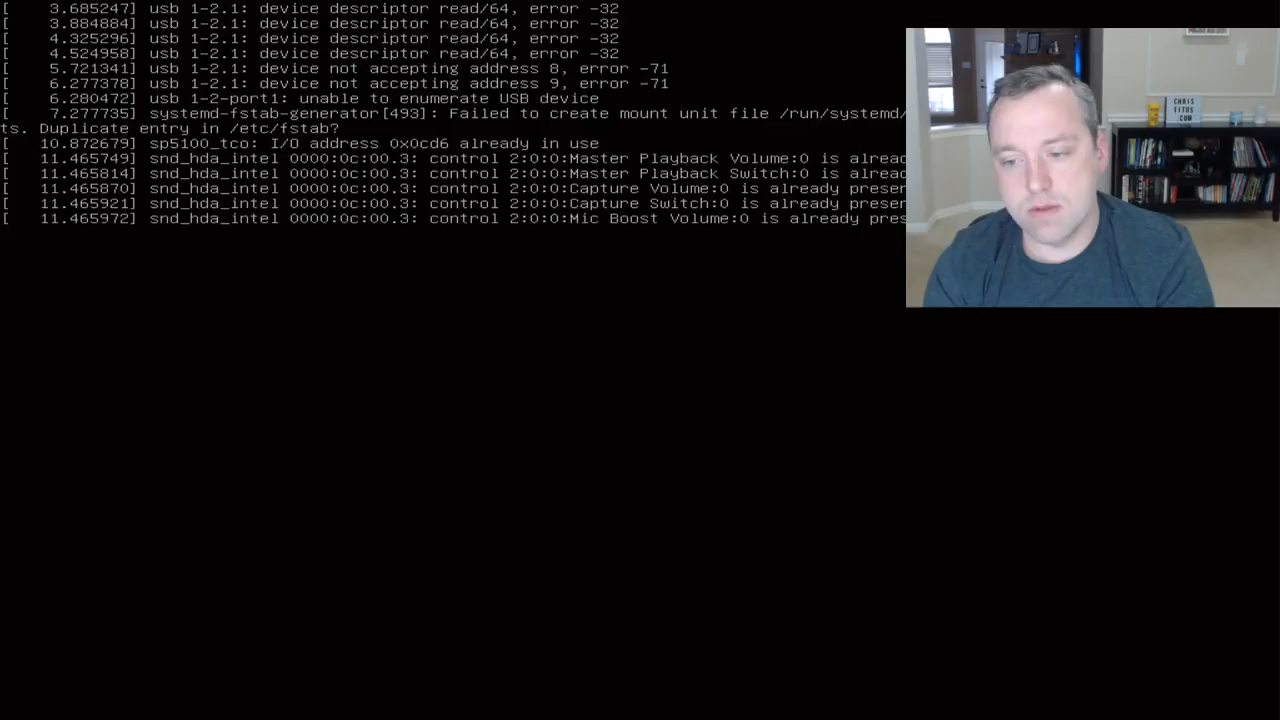 [    3.685247] usb 1-2.1: device descriptor read/64, error -32
[    3.884884] usb 1-2.1: device descriptor read/64, error -32
[    4.325296] usb 1-2.1: device descriptor read/64, error -32
[    4.524958] usb 1-2.1: device descriptor read/64, error -32
[    5.721341] usb 1-2.1: device not accepting address 8, error -71
[    6.277378] usb 1-2.1: device not accepting address 9, error -71
[    6.280472] usb 1-2-port1: unable to enumerate USB device
[    7.277735] systemd-fstab-generator[493]: Failed to create mount unit file /run/systemd/
ts. Duplicate entry in /etc/fstab?
[   10.872679] sp5100_tco: I/O address 0x0cd6 already in use
[   11.465749] snd_hda_intel 0000:0c:00.3: control 2:0:0:Master Playback Volume:0 is alreac
[   11.465814] snd_hda_intel 0000:0c:00.3: control 2:0:0:Master Playback Switch:0 is alreac
[   11.465870] snd_hda_intel 0000:0c:00.3: control 2:0:0:Capture Volume:0 is already preser
[   11.465921] snd_hda_intel 0000:0c:00.3: control 2:0:0:Capture Switch:0 is already preser
[   11.465972] snd_hda_intel 0000:0c:00.3: control 2:0:0:Mic Boost Volume:0 is already pres
CHRIS
TITUS
.COM